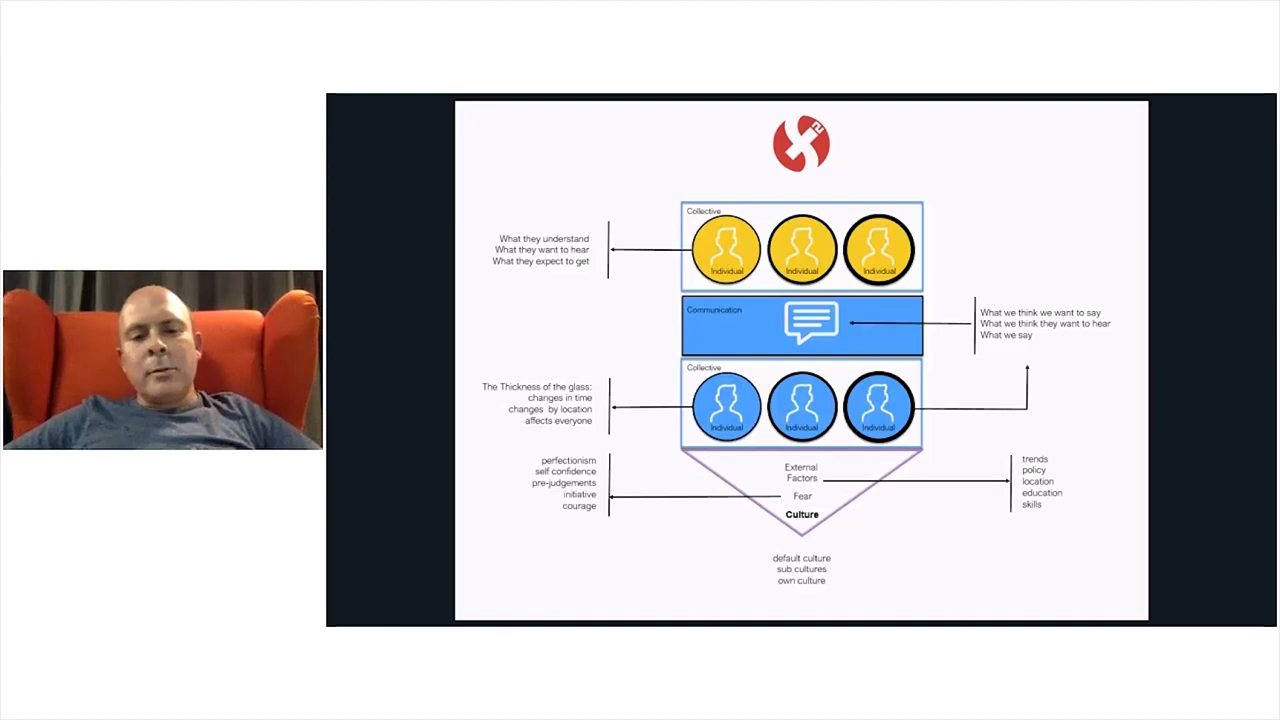 2
Collective
Individual
Individual
Individual
What they understand
What they want to hear
What they expect to get
Communication
What we think we want to say
What we think they want to hear
What we say
Collective
Individual
Individual
Individual
The Thickness of the glass:
changes in time
changes by location
affects everyone
perfectionism
self confidence
pre-judgements
initiative
courage
External
Factors
Fear
Culture
trends
policy
location
education
skills
default culture
sub cultures
own culture